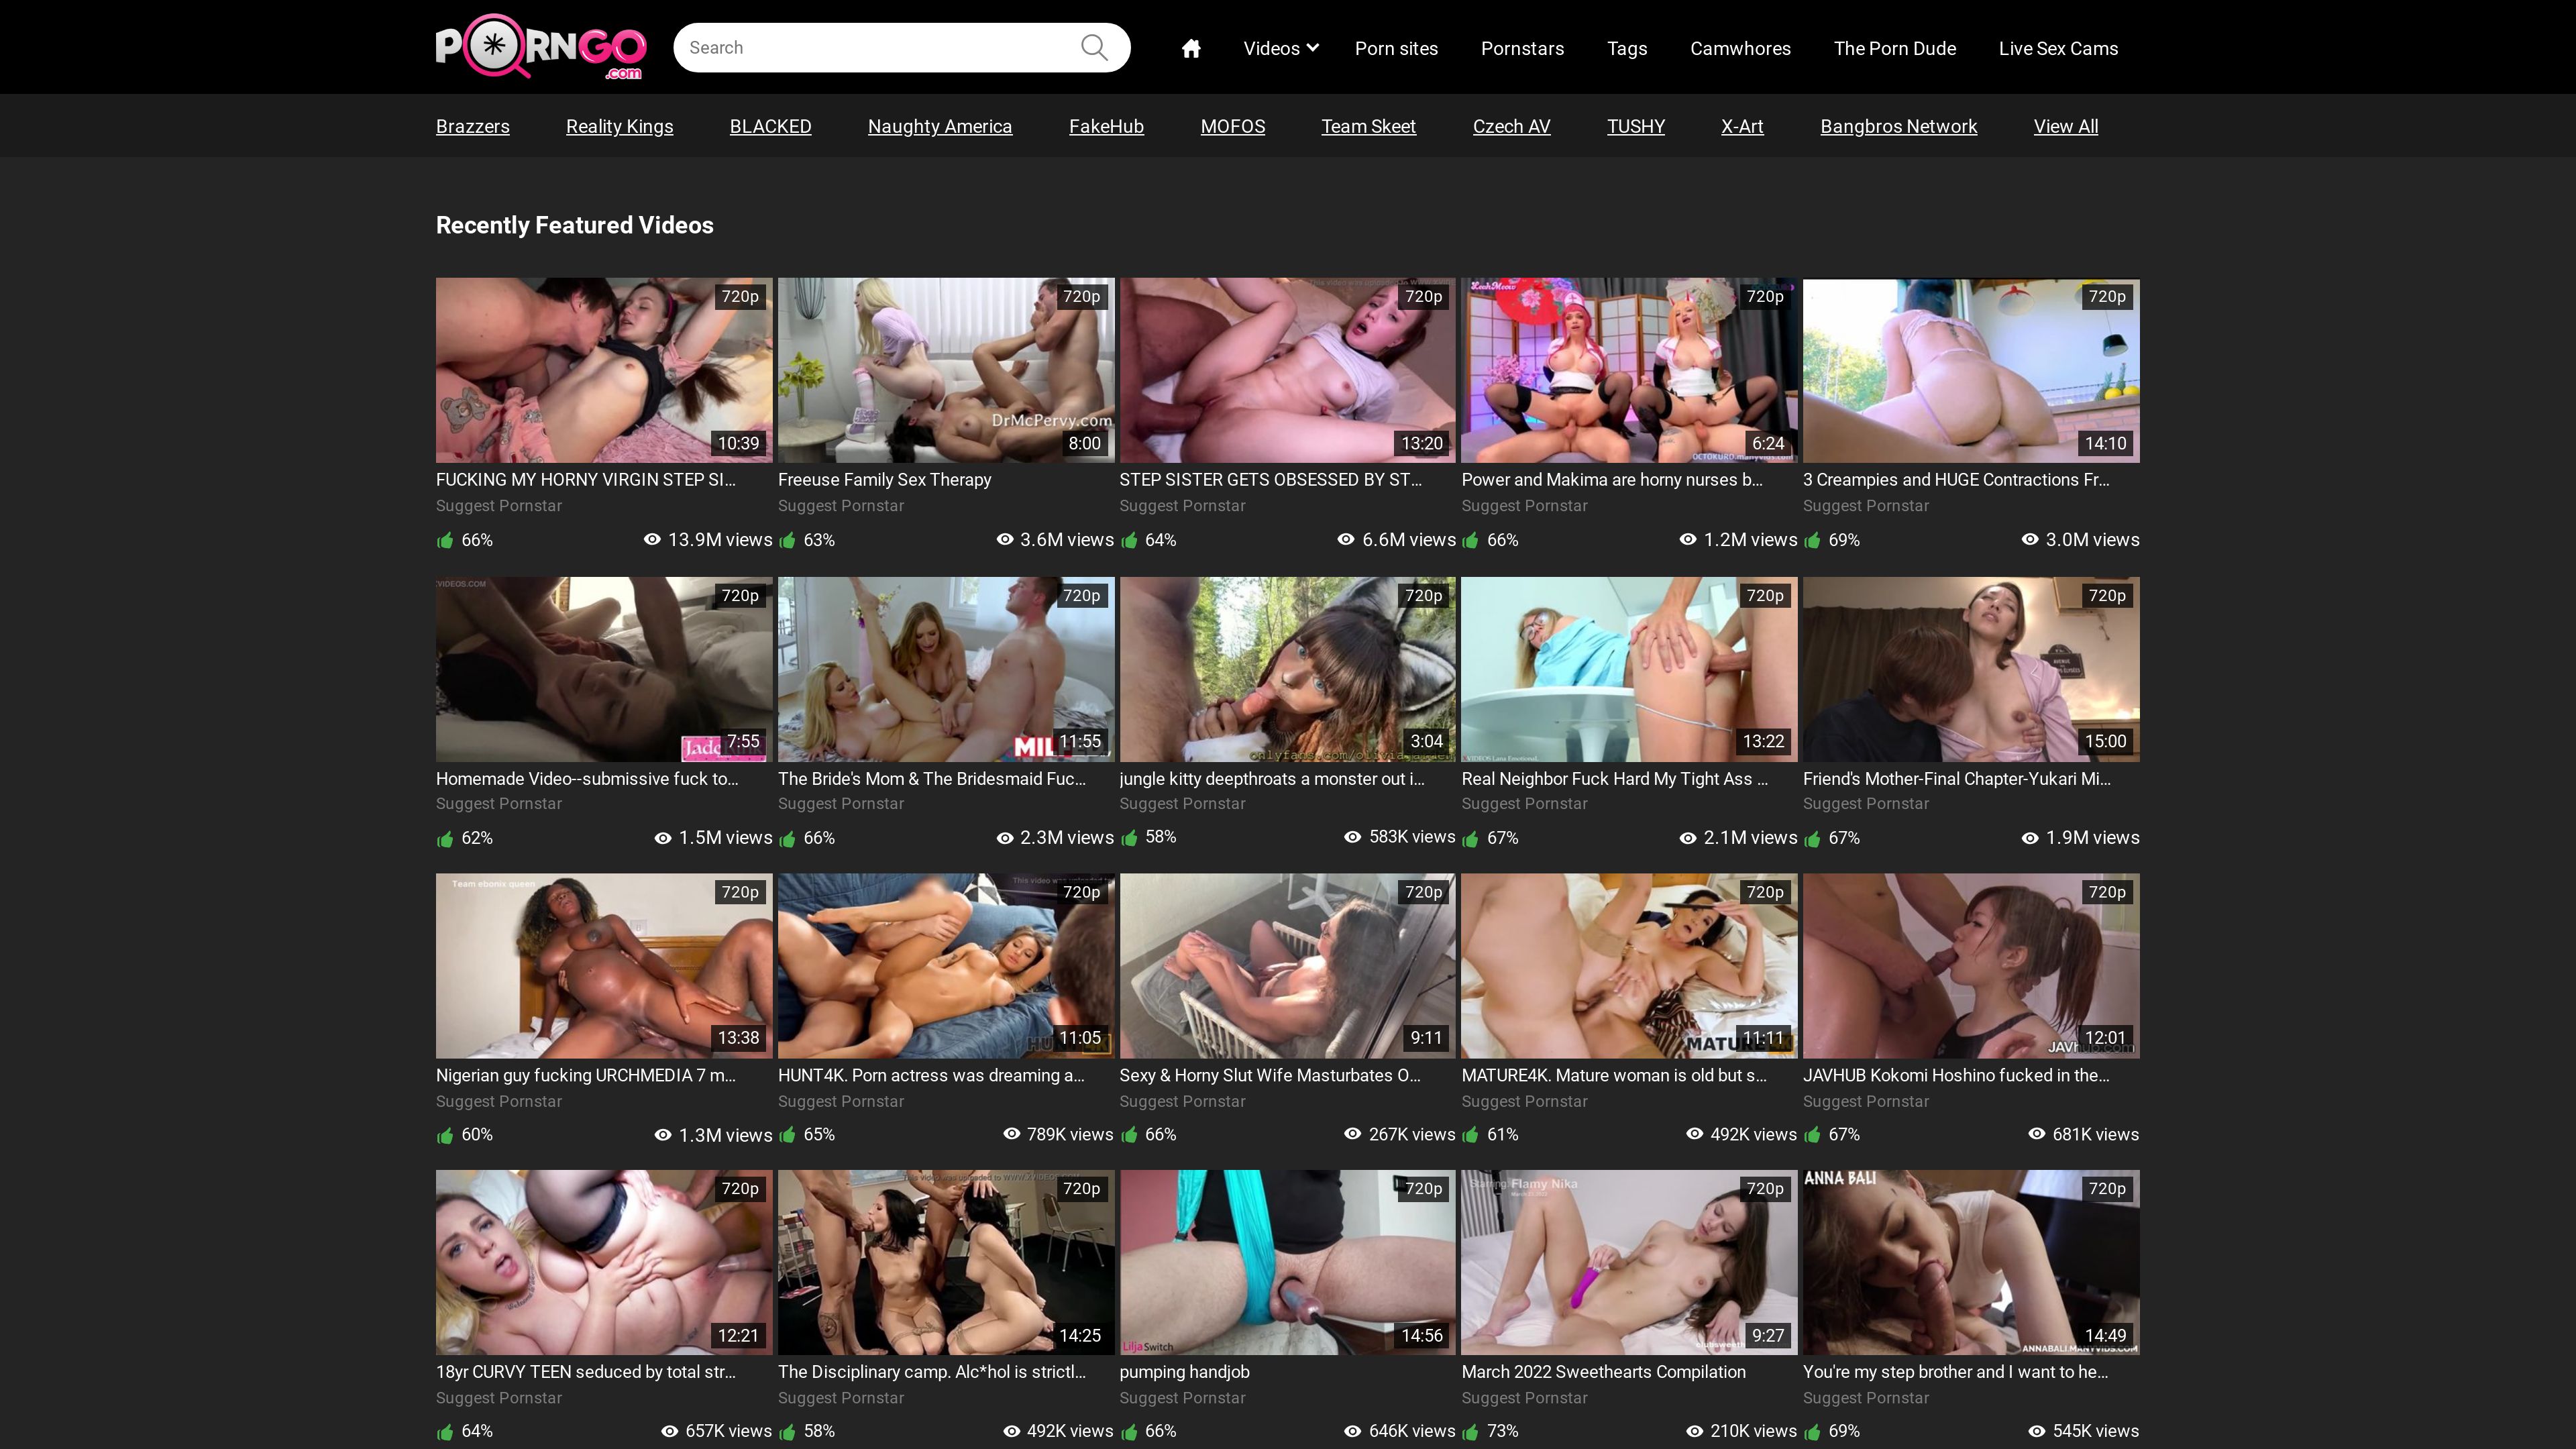 PORNGO
.com
Search
Videos
Porn sites
Pornstars
Tags
Camwhores
The Porn Dude
Live Sex Cams
Brazzers
Reality Kings
BLACKED
Naughty America
FakeHub
MOFOS
Team Skeet
Czech AV
TUSHY
X-Art
Bangbros Network
View All
Recently Featured Videos
720p
10:39
FUCKING MY HORNY VIRGIN STEP SI...
Suggest Pornstar
66%
13.9M views
720p
DrMcPervy.com
8:00
Freeuse Family Sex Therapy
Suggest Pornstar
63%
3.6M views
720p
13:20
STEP SISTER GETS OBSESSED BY ST...
Suggest Pornstar
64%
6.6M views
720p
6:24
OCTOKURO.manyvids.com
Power and Makima are horny nurses b...
Suggest Pornstar
66%
1.2M views
720p
14:10
3 Creampies and HUGE Contractions Fr...
Suggest Pornstar
69%
3.0M views
720p
7:55
Homemade Video--submissive fuck to...
Suggest Pornstar
62%
1.5M views
720p
11:55
The Bride's Mom & The Bridesmaid Fuc...
Suggest Pornstar
66%
2.3M views
720p
3:04
jungle kitty deepthroats a monster out i...
Suggest Pornstar
58%
583K views
720p
13:22
Real Neighbor Fuck Hard My Tight Ass ...
Suggest Pornstar
67%
2.1M views
720p
15:00
Friend's Mother-Final Chapter-Yukari Mi...
Suggest Pornstar
67%
1.9M views
Team ebonix queen
720p
13:38
Nigerian guy fucking URCHMEDIA 7 m...
Suggest Pornstar
60%
1.3M views
720p
11:05
HUNT4K. Porn actress was dreaming a...
Suggest Pornstar
65%
789K views
720p
9:11
Sexy & Horny Slut Wife Masturbates O...
Suggest Pornstar
66%
267K views
720p
11:11
MATURE4K. Mature woman is old but s...
Suggest Pornstar
61%
492K views
720p
12:01
JAVHUB Kokomi Hoshino fucked in the...
Suggest Pornstar
67%
681K views
720p
12:21
18yr CURVY TEEN seduced by total str...
Suggest Pornstar
64%
657K views
720p
14:25
The Disciplinary camp. Alc*hol is strictl...
Suggest Pornstar
58%
492K views
720p
LiljaSwitch
14:56
pumping handjob
Suggest Pornstar
66%
646K views
Starring: Flamy Nika
720p
9:27
March 2022 Sweethearts Compilation
Suggest Pornstar
73%
210K views
ANNA BALI
720p
14:49
ANNABALI.MANYVIDS.COM
You're my step brother and I want to he...
Suggest Pornstar
69%
545K views